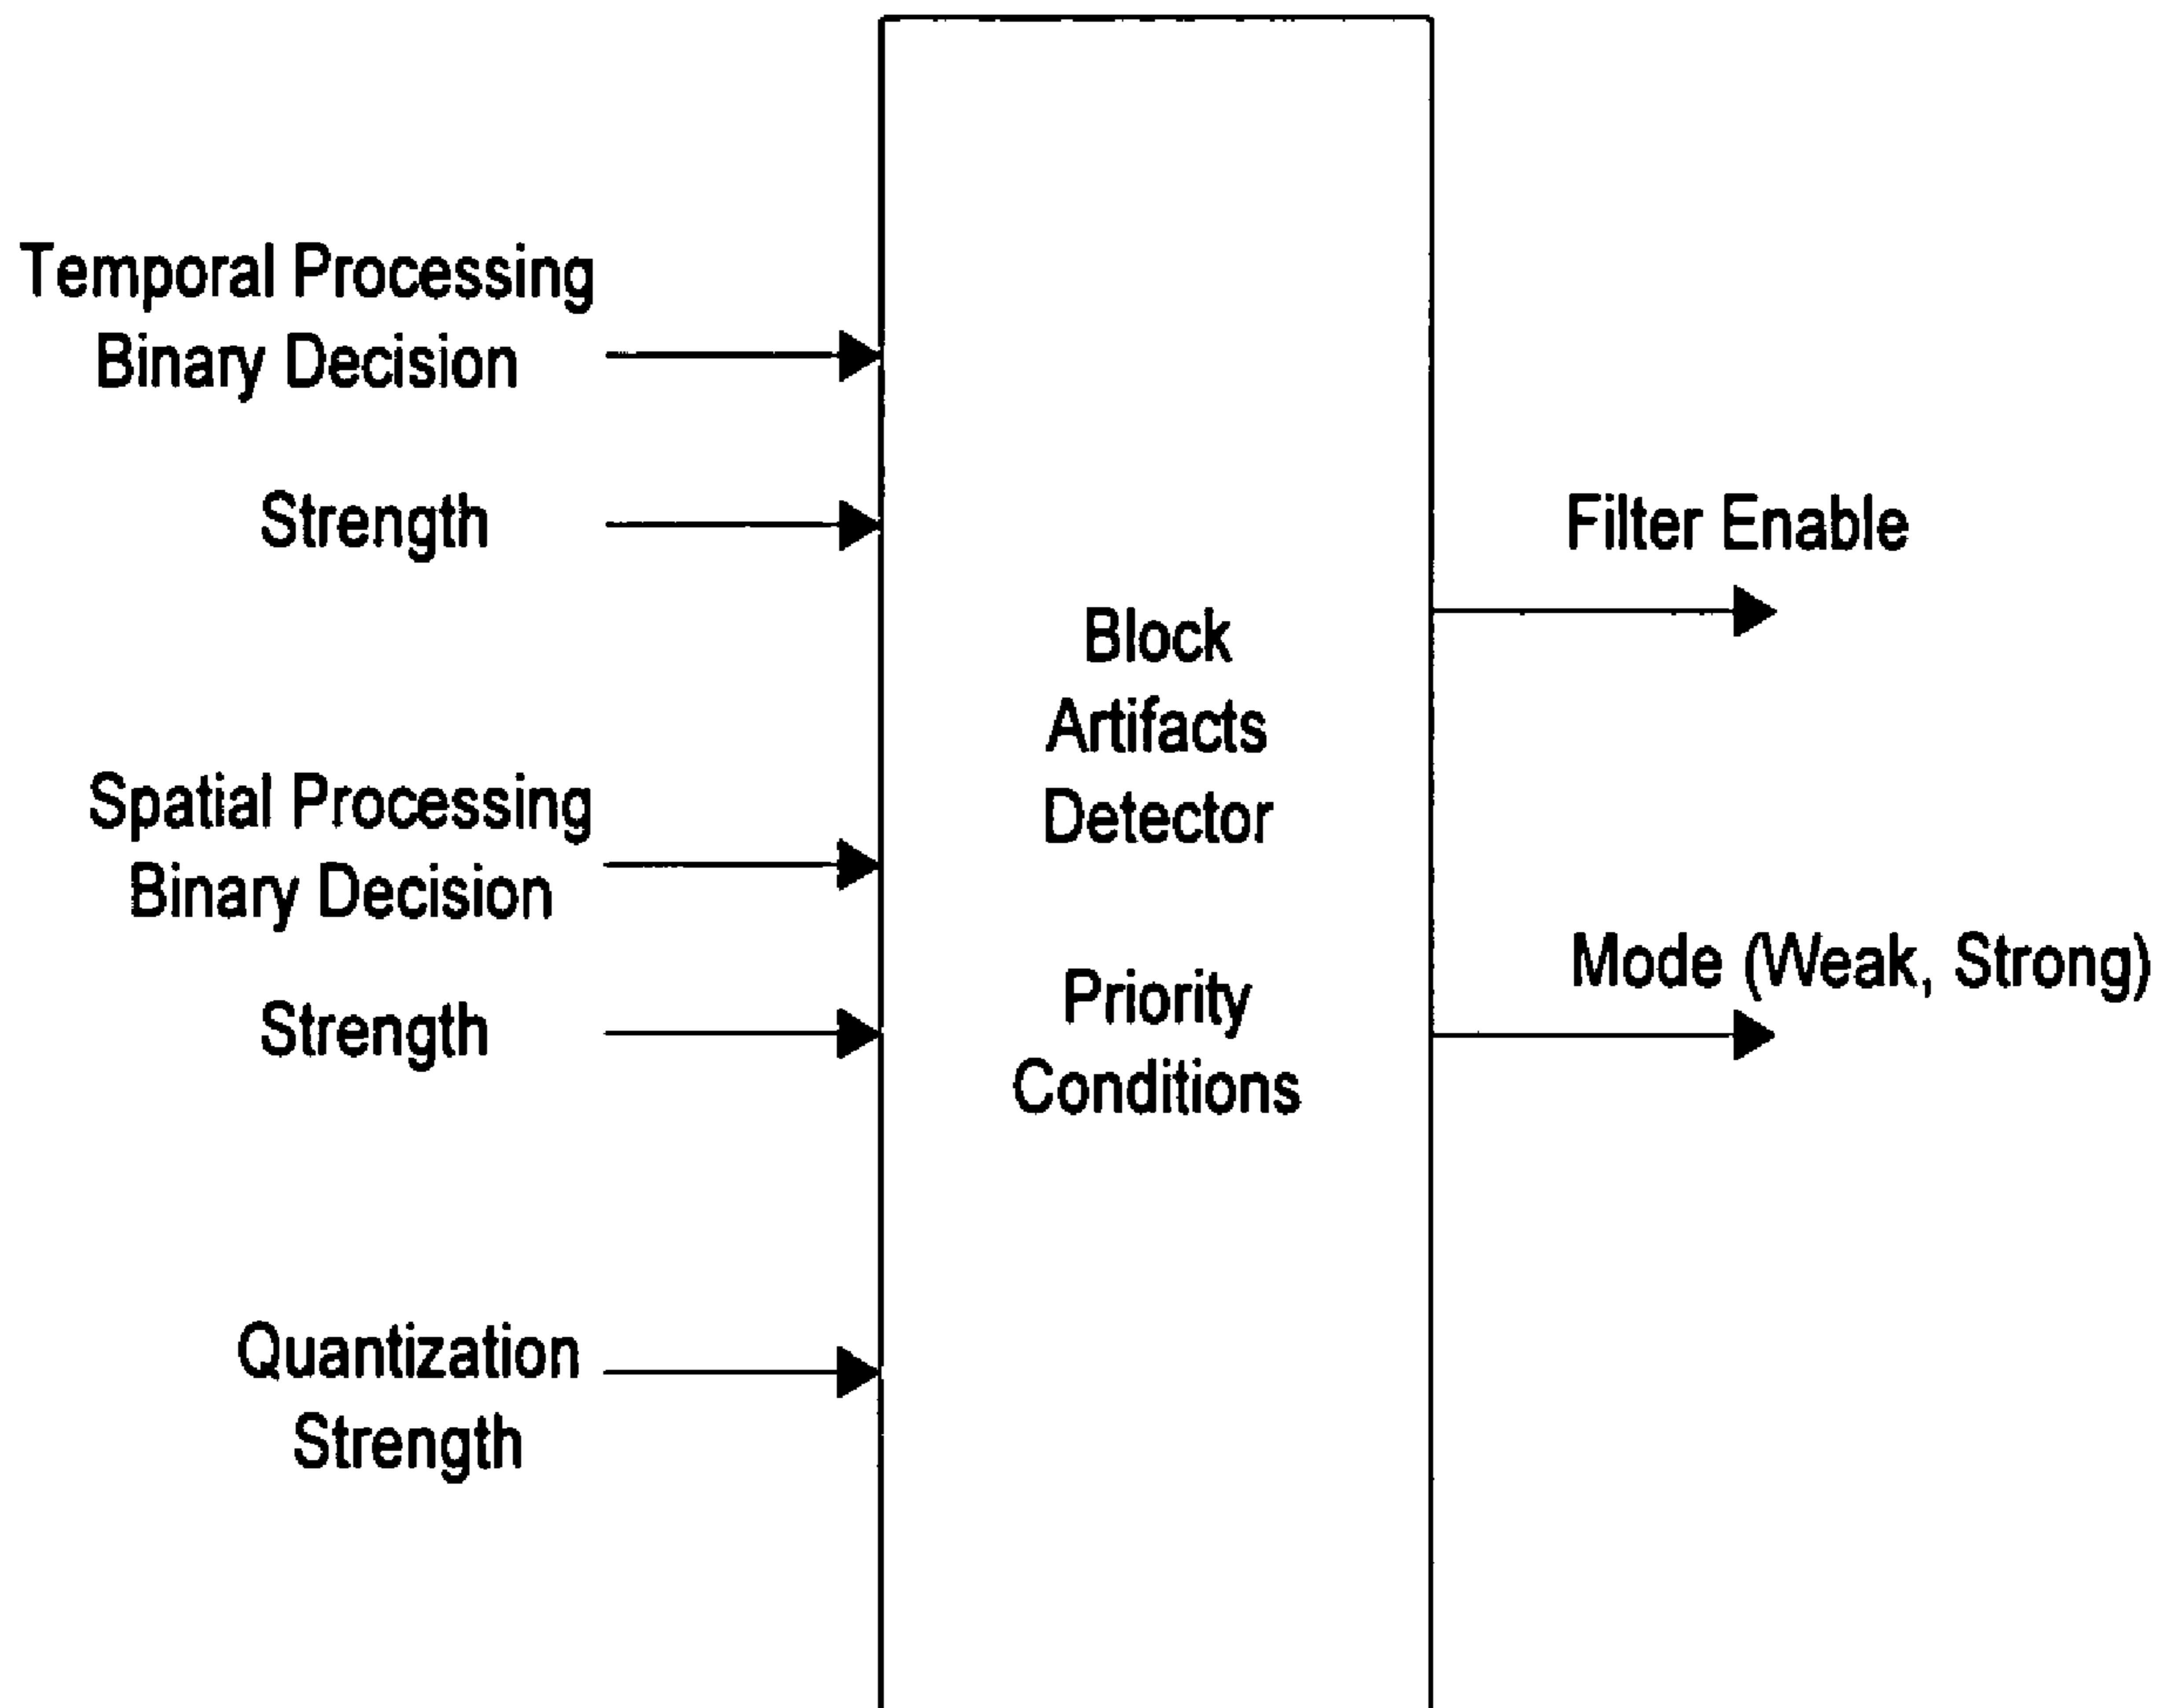 Temporal Processing
Binary Decision
Strength
Spatial Processing
Binary Decision
Strength
Quantization
Strength
Block
Artifacts
Detector
Priority
Conditions
Filter Enable
Mode (Weak, Strong)